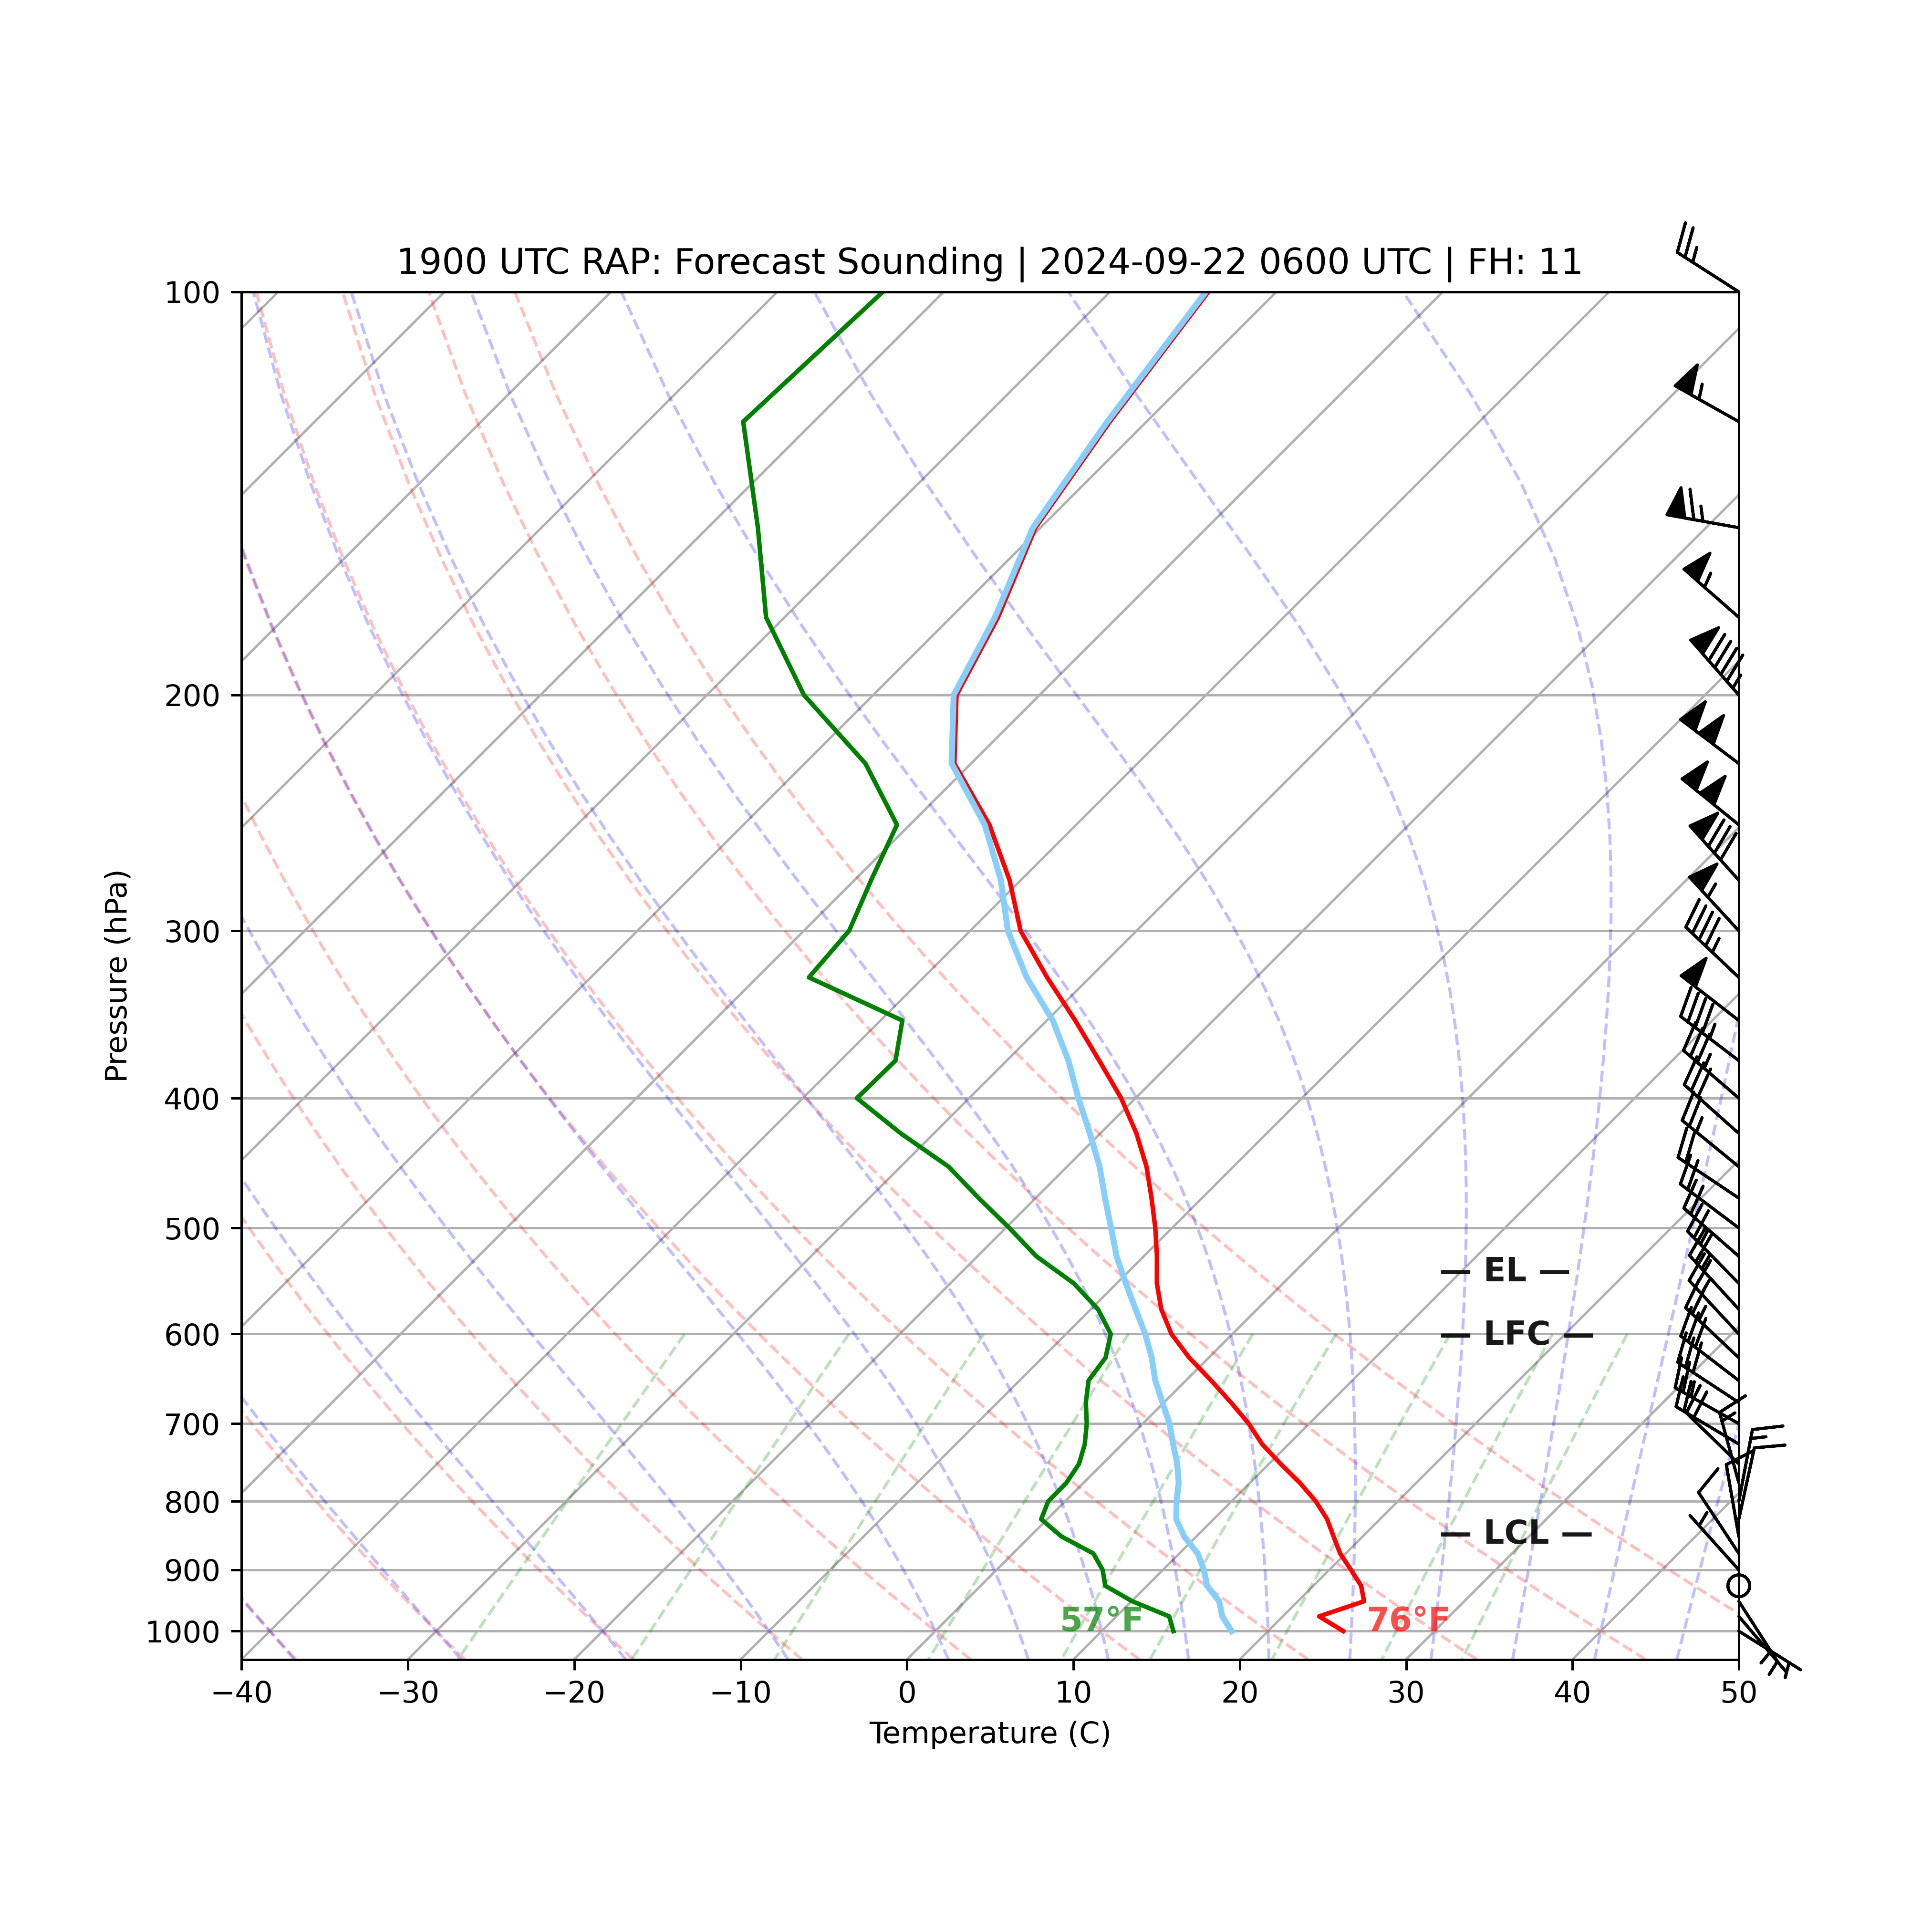 1900 UTC RAP: Forecast Sounding | 2024-09-22 0600 UTC | FH: 11
100
200
300
400
500
600
700
800
900
1000
Pressure (hPa)
— EL —
— LFC —
— LCL —
57°F
76°F
−40 −30 −20 −10 0 10 20 30 40 50
Temperature (C)